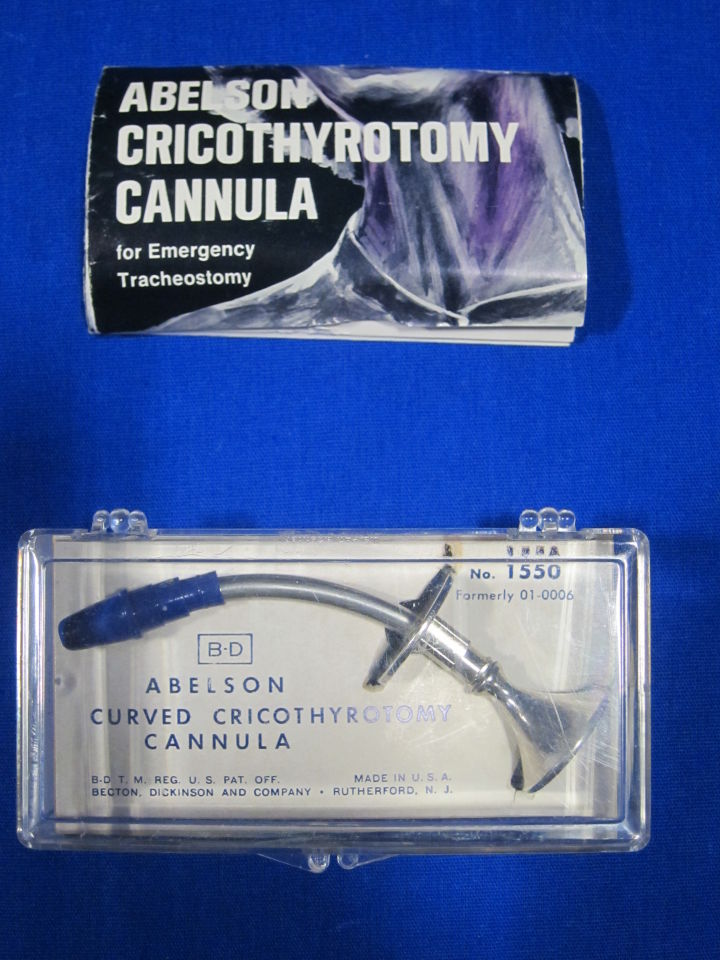 ABELSON
CRICOTHYROTOMY
CANNULA
for Emergency
Tracheostomy
No. 1550
Formerly 01-0006
B-D
ABELSON
CURVED CRICOTHYROTOMY
CANNULA
B-D T. M. REG. U. S. PAT. OFF. MADE IN U. S. A.
BECTON, DICKINSON AND COMPANY • RUTHERFORD, N. J.